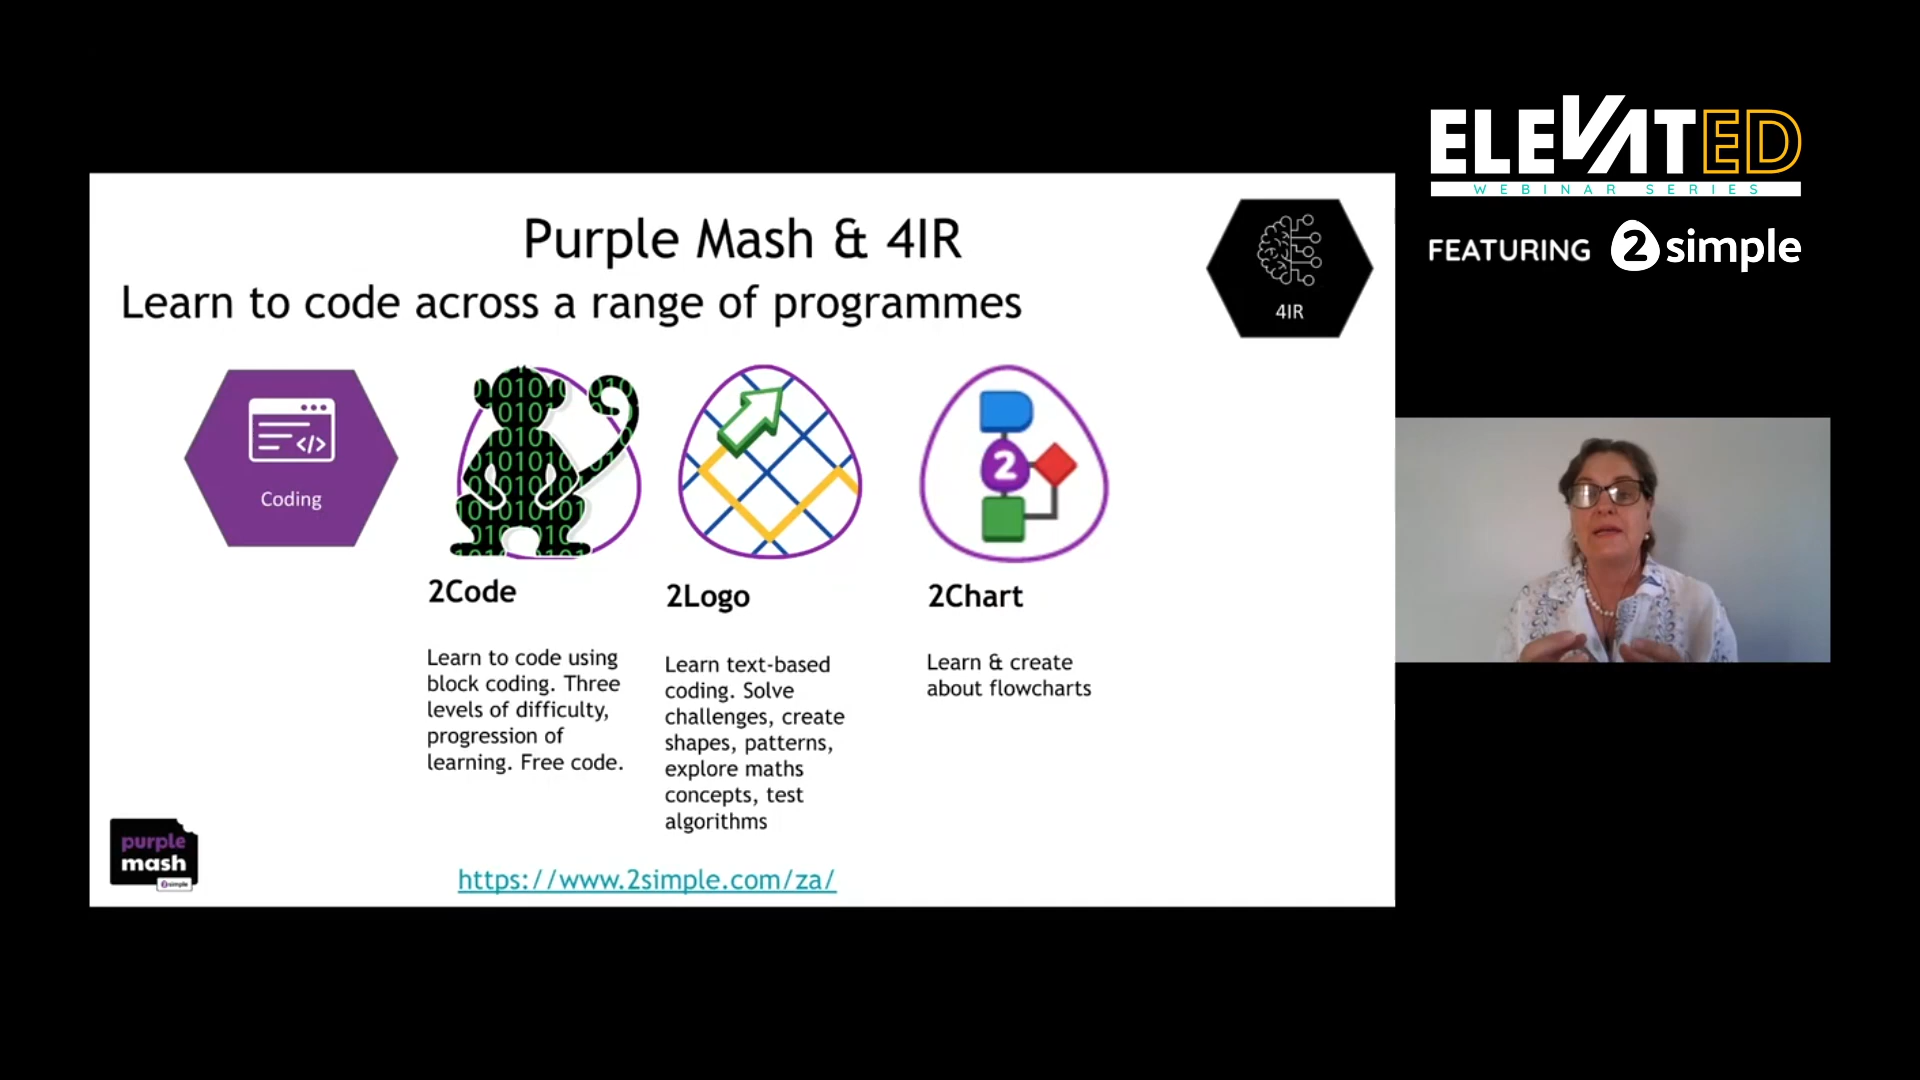 ELEVATED
WEBINAR SERIES
FEATURING 2simple
Purple Mash & 4IR
Learn to code across a range of programmes
4IR
Coding
2
2Code
2Logo
2Chart
Learn to code using
block coding. Three
levels of difficulty,
progression of
learning. Free code.
Learn text-based
coding. Solve
challenges, create
shapes, patterns,
explore maths
concepts, test
algorithms
Learn & create
about flowcharts
purple
mash
2simple
https://www.2simple.com/za/